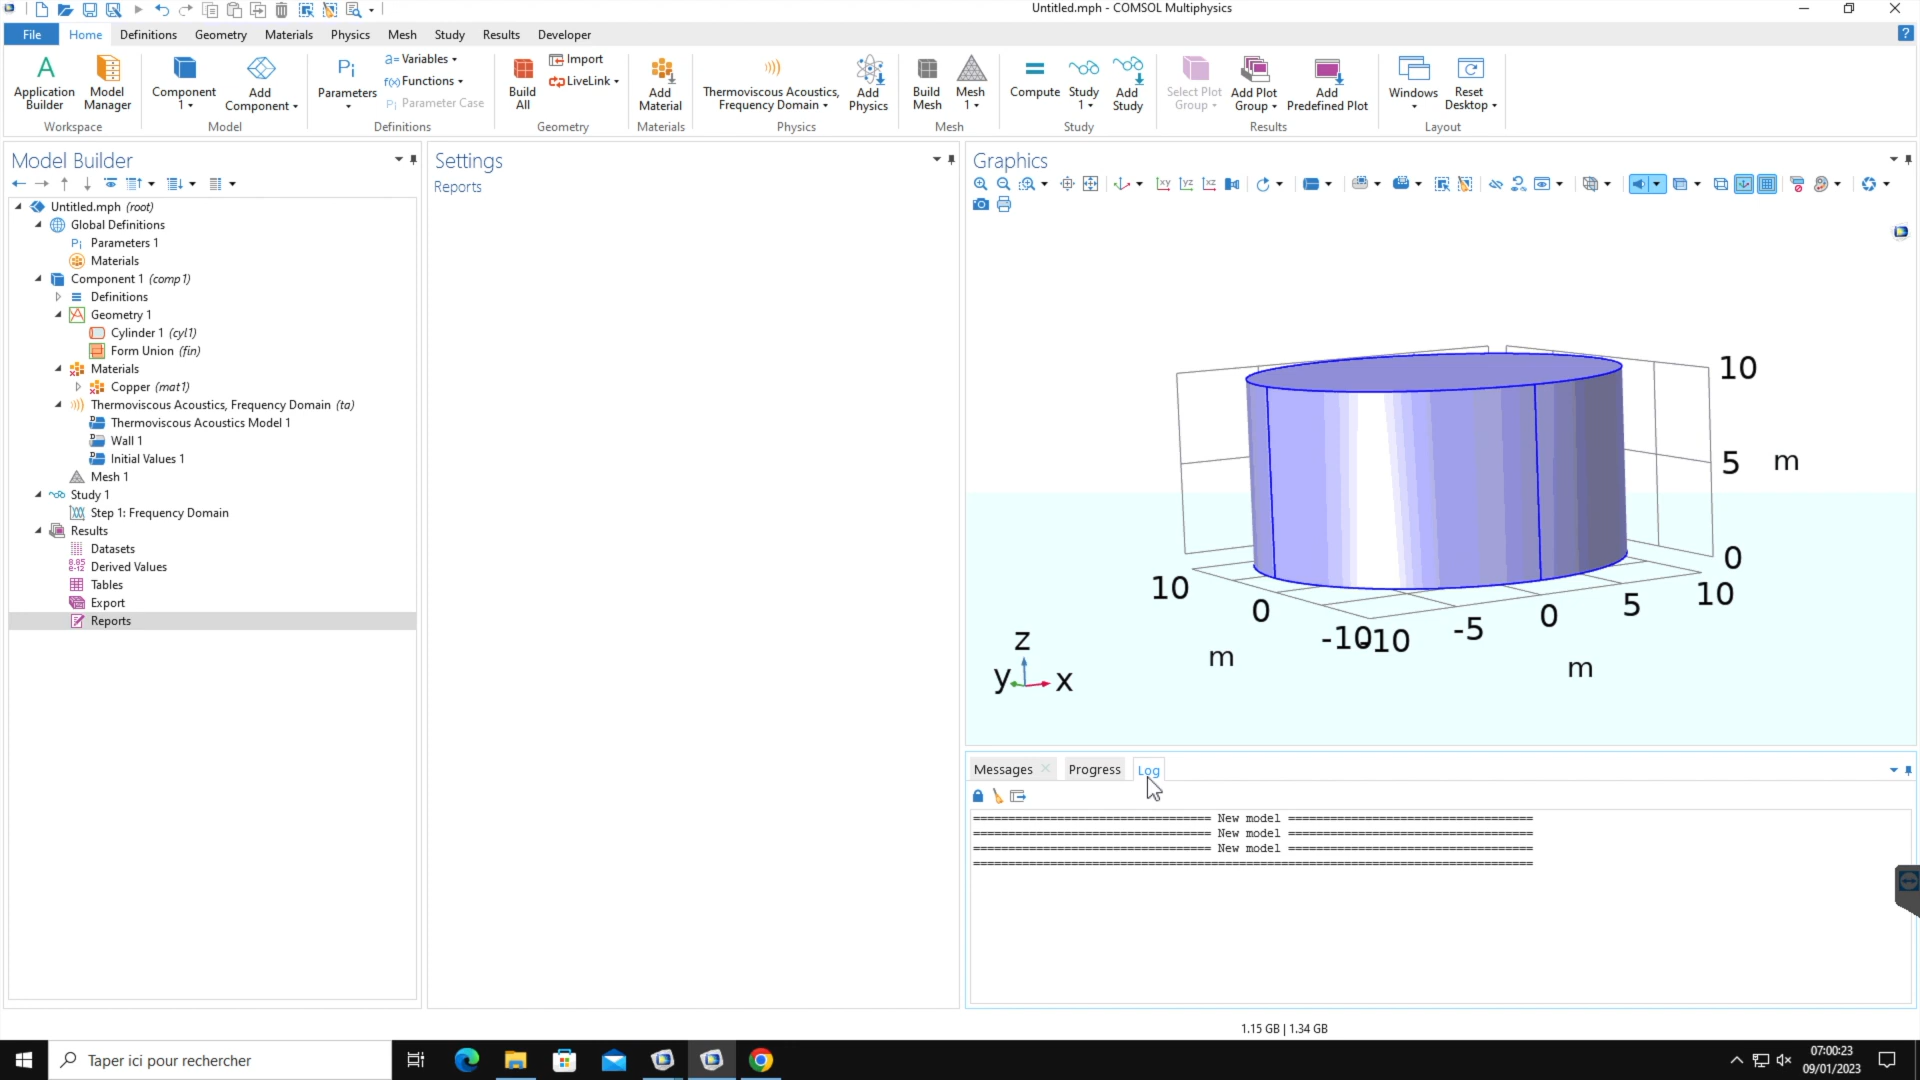 Untitled.mph - COMSOL Multiphysics
File Home Definitions Geometry Materials Physics Mesh Study Results Developer
Application Builder
Model Manager
Workspace
Component 1
Add Component
Model
Parameters
a= Variables
f(x) Functions
Pi Parameter Case
Definitions
Build All
Import
LiveLink
Geometry
Add Material
Materials
Thermoviscous Acoustics, Frequency Domain
Add Physics
Physics
Build Mesh
Mesh 1
Mesh
Compute
Study 1
Add Study
Study
Select Plot Group
Add Plot Group
Add Predefined Plot
Results
Windows
Reset Desktop
Layout
Model Builder
Untitled.mph (root)
Global Definitions
Pi Parameters 1
Materials
Component 1 (comp1)
Definitions
Geometry 1
Cylinder 1 (cyl1)
Form Union (fin)
Materials
Copper (mat1)
Thermoviscous Acoustics, Frequency Domain (ta)
Thermoviscous Acoustics Model 1
Wall 1
Initial Values 1
Mesh 1
Study 1
Step 1: Frequency Domain
Results
Datasets
8.85 e-12 Derived Values
Tables
Export
Reports
Settings
Reports
Graphics
xy yz xz
10
5 m
0
10
0
-10
m
-10
-5
0
5
10
m
z
y x
Messages Progress Log
================================== New model ===================================
================================== New model ===================================
================================== New model ===================================
================================================================================
1.15 GB | 1.34 GB
Taper ici pour rechercher
07:00:23
09/01/2023